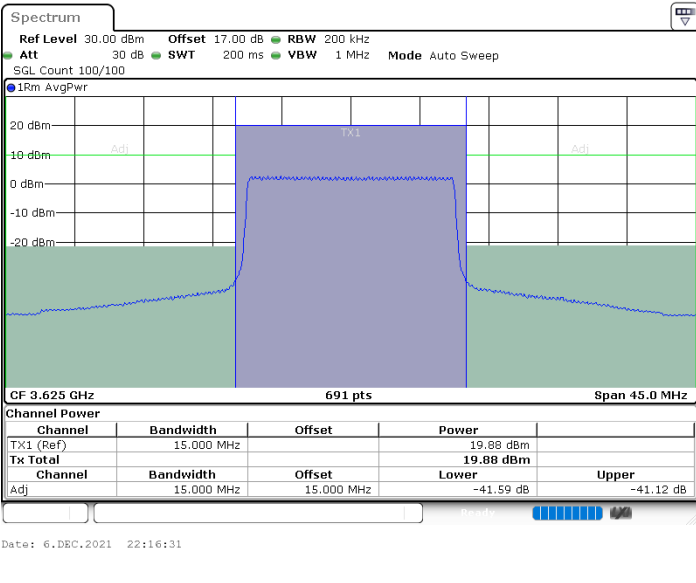 Spectrum
Ref Level 30.00 dBm Offset 17.00 dB RBW 200 kHz
Att 30 dB SWT 200 ms VBW 1 MHz Mode Auto Sweep
SGL Count 100/100
1Rm AvgPwr
20 dBm
TX1
Adj Adj
10 dBm
0 dBm
-10 dBm
-20 dBm
CF 3.625 GHz 691 pts Span 45.0 MHz
Channel Power
Channel Bandwidth Offset Power
TX1 (Ref) 15.000 MHz 19.88 dBm
Tx Total 19.88 dBm
Channel Bandwidth Offset Lower Upper
Adj 15.000 MHz 15.000 MHz -41.59 dB -41.12 dB
Ready
Date: 6.DEC.2021 22:16:31